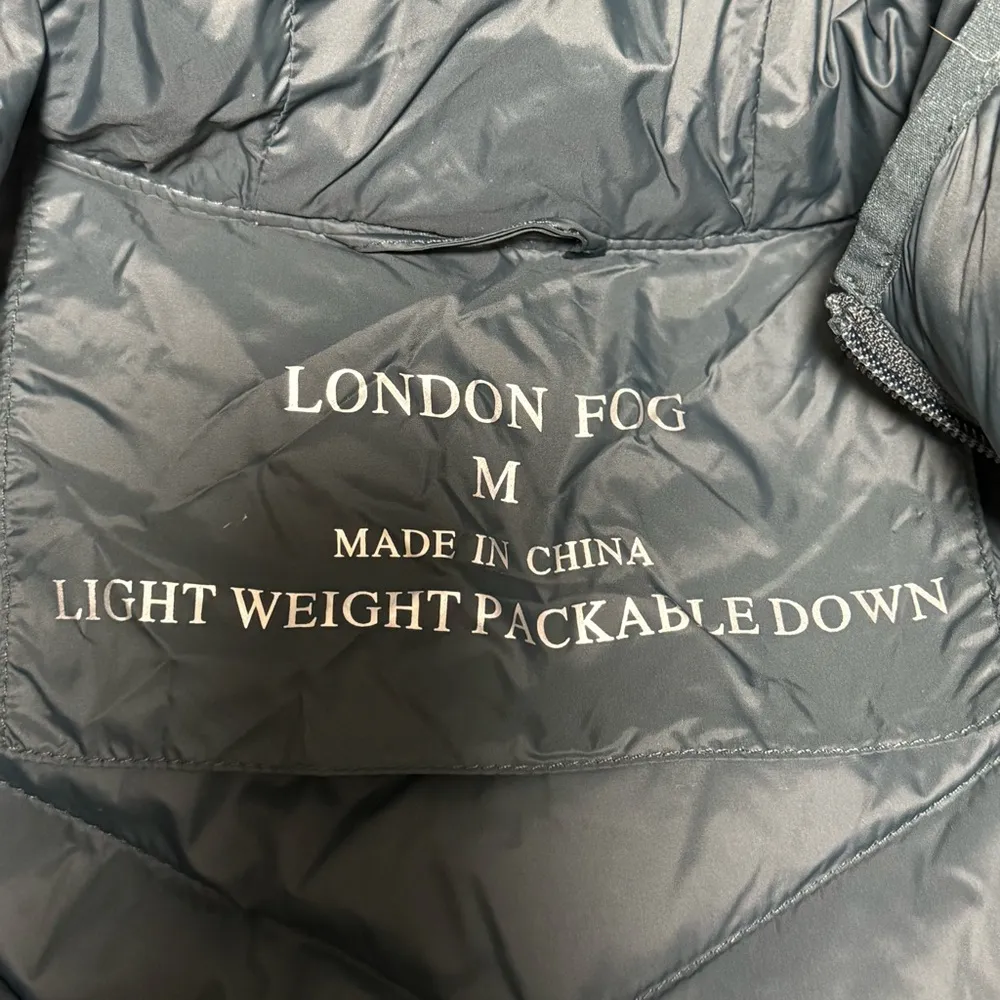 LONDON FOG
M
MADE IN CHINA
LIGHT WEIGHT PACKABLE DOWN